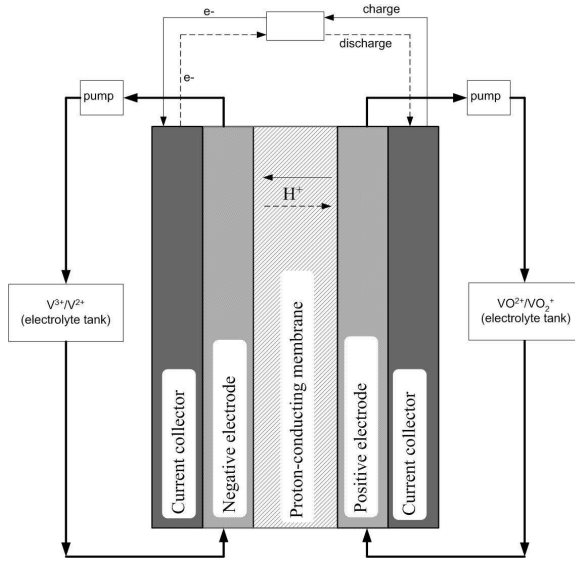 e-
charge
discharge
e-
pump
pump
H⁺
V³⁺/V²⁺
(electrolyte tank)
VO²⁺/VO₂⁺
(electrolyte tank)
Current collector
Negative electrode
Proton-conducting membrane
Positive electrode
Current collector